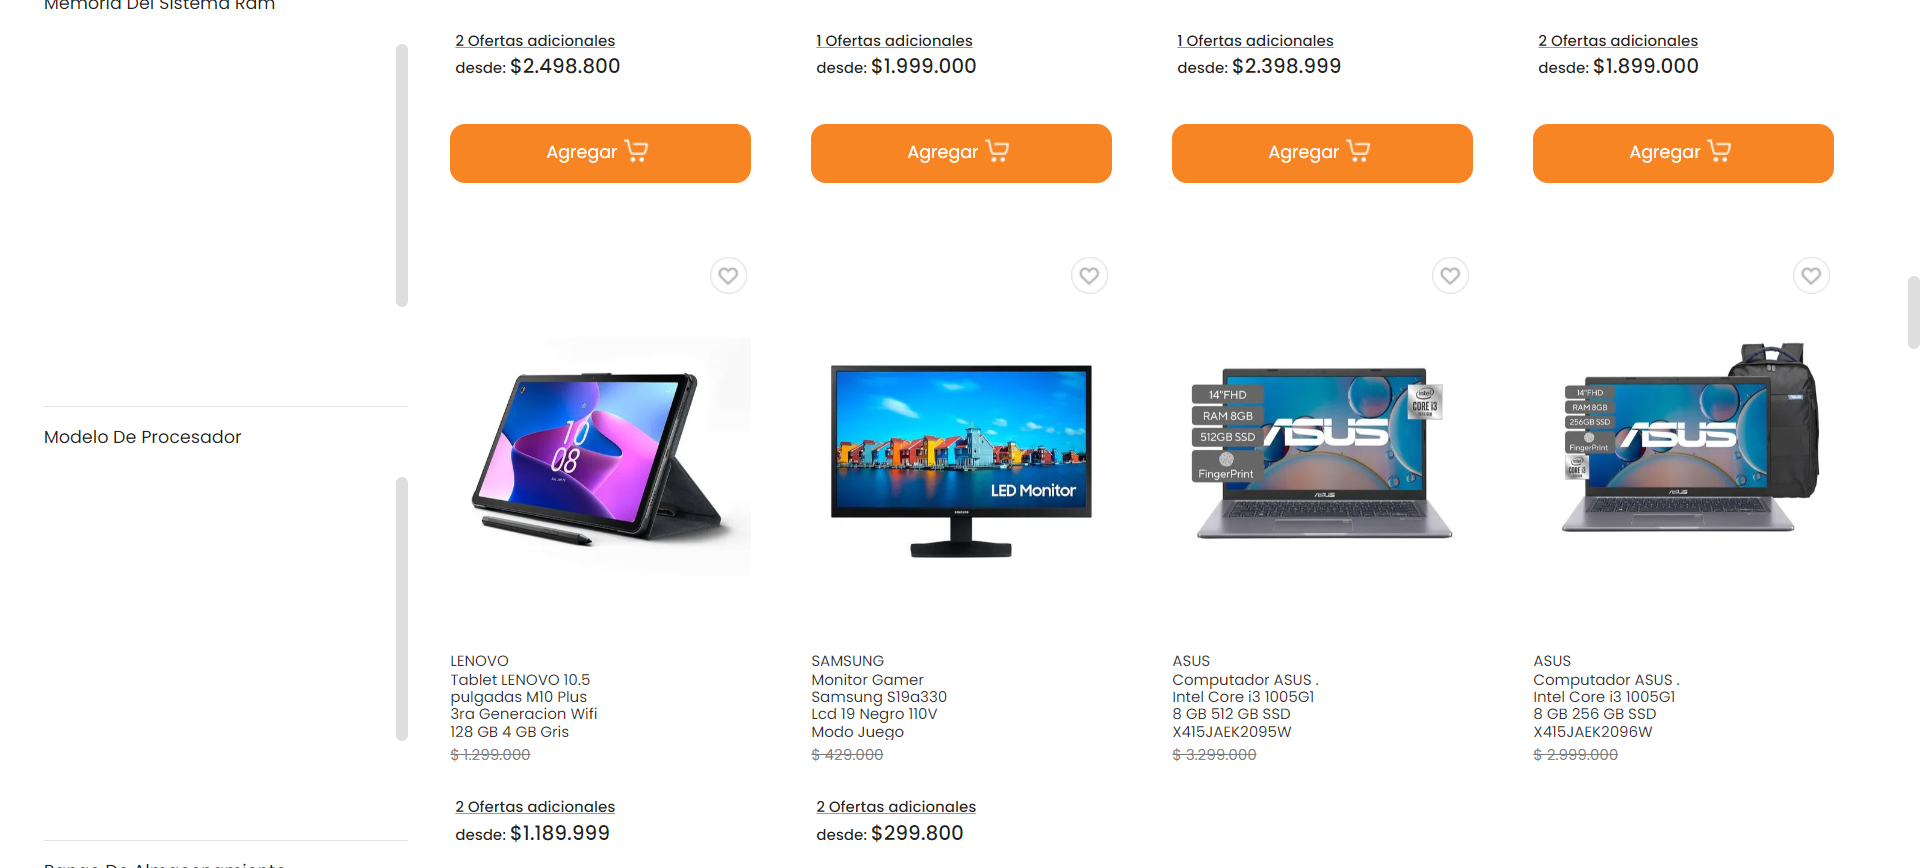 Memoria Del Sistema Ram
2 Ofertas adicionales
desde: $2.498.800
1 Ofertas adicionales
desde: $1.999.000
1 Ofertas adicionales
desde: $2.398.999
2 Ofertas adicionales
desde: $1.899.000
Agregar
Agregar
Agregar
Agregar
Modelo De Procesador
10
08
LED Monitor
SAMSUNG
14"FHD
RAM 8GB
512GB SSD
FingerPrint
intel
CORE i3
ASUS
ASUS
14"FHD
RAM 8GB
256GB SSD
FingerPrint
intel
CORE i3
ASUS
ASUS
LENOVO
Tablet LENOVO 10.5
pulgadas M10 Plus
3ra Generacion Wifi
128 GB 4 GB Gris
$ 1.299.000
2 Ofertas adicionales
desde: $1.189.999
SAMSUNG
Monitor Gamer
Samsung S19a330
Lcd 19 Negro 110V
Modo Juego
$ 429.000
2 Ofertas adicionales
desde: $299.800
ASUS
Computador ASUS .
Intel Core i3 1005G1
8 GB 512 GB SSD
X415JAEK2095W
$ 3.299.000
ASUS
Computador ASUS .
Intel Core i3 1005G1
8 GB 256 GB SSD
X415JAEK2096W
$ 2.999.000
Rango De Almacenamiento